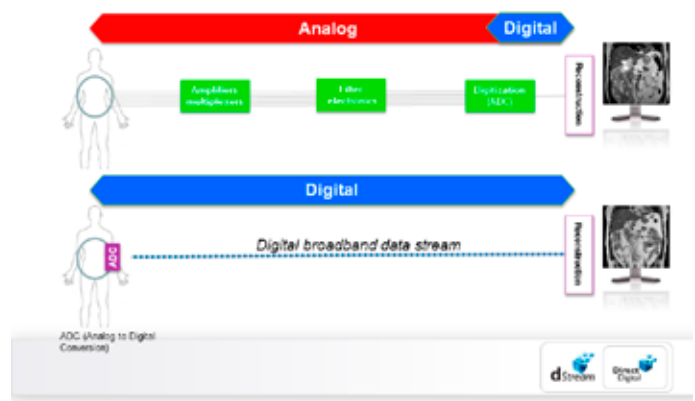 Analog
Digital
Amplifiers
multiplexers
Filter
electronics
Digitization
(ADC)
Reconstruction
Digital
ADC
Digital broadband data stream
Reconstruction
ADC (Analog to Digital
Conversion)
dStream
Direct
Digital